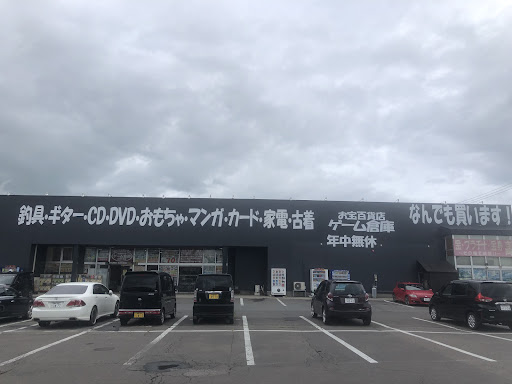 釣具・ギター・CD・DVD・おもちゃ・マンガ・カード・家電・古着
お宝百貨店
ゲーム倉庫
年中無休
なんでも買います!